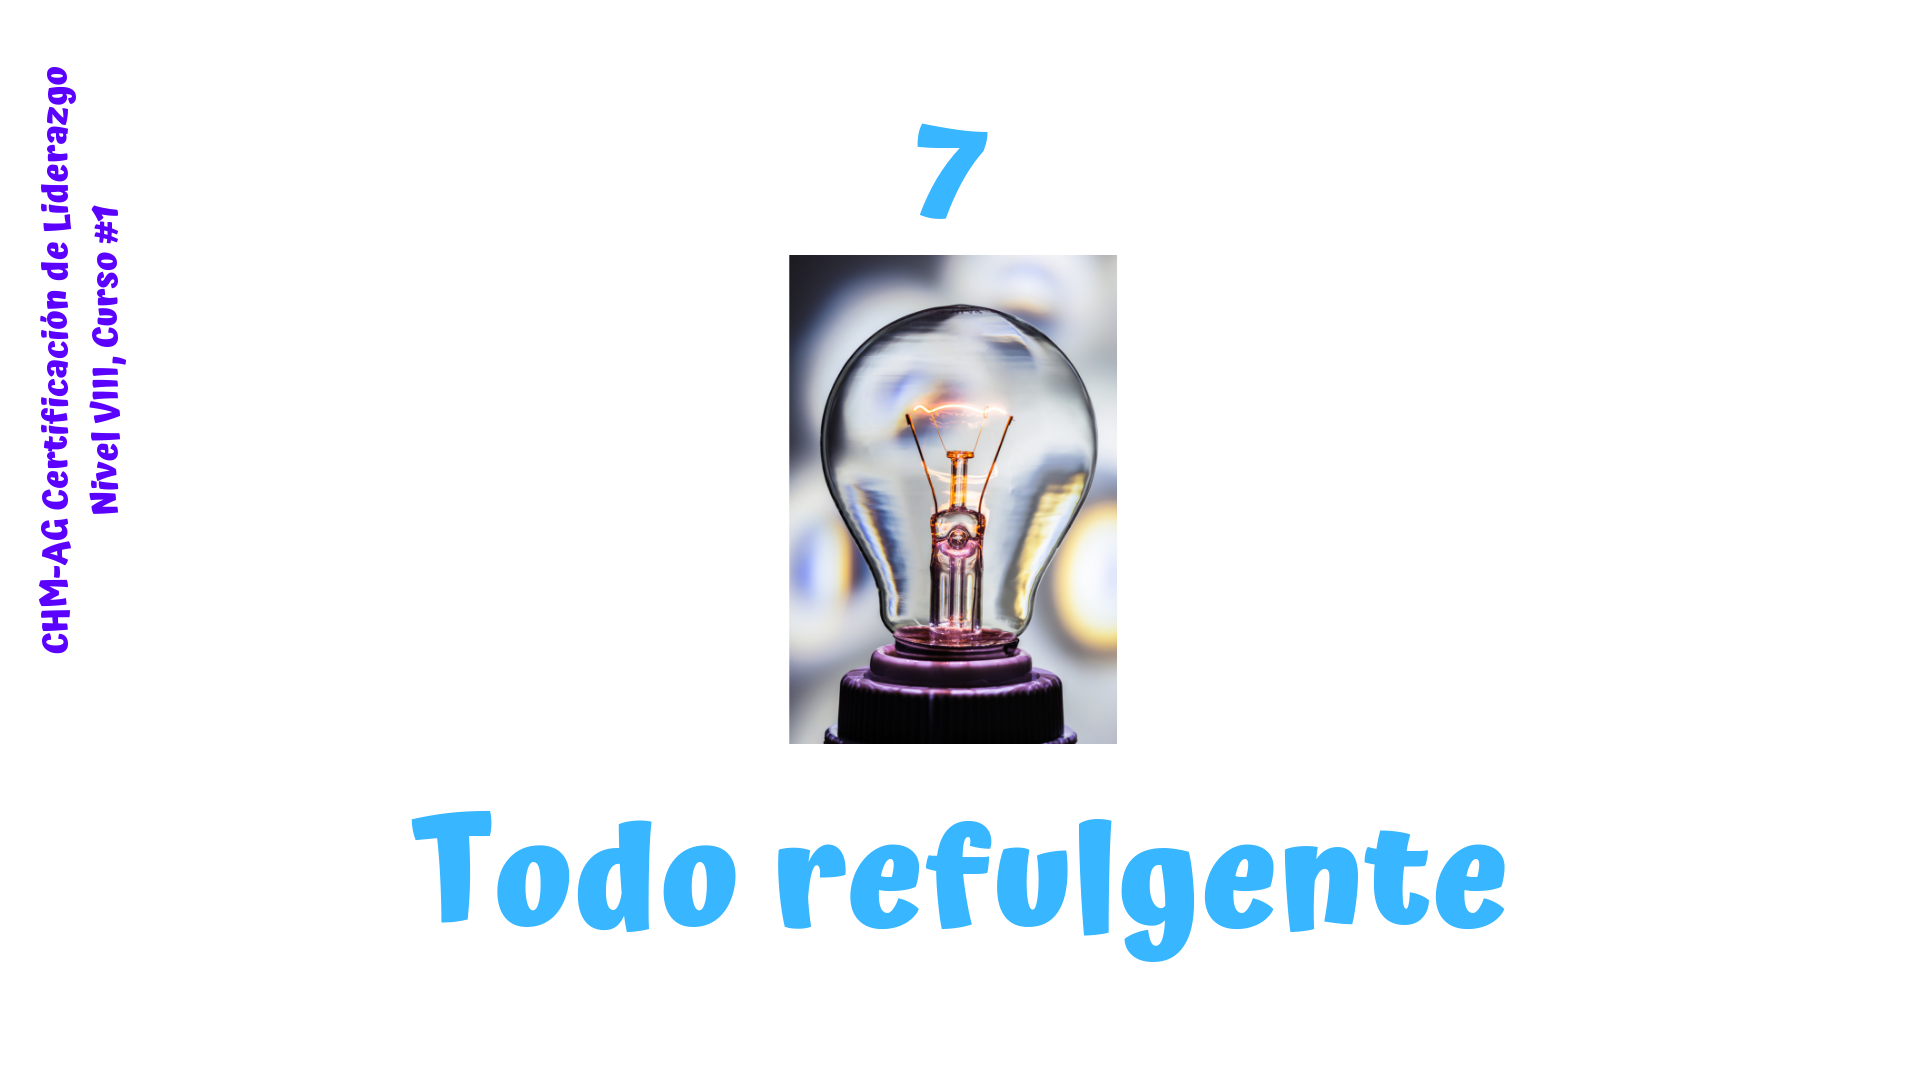 CHM-AG Certificación de Liderazgo
Nivel VIII, Curso #1
7
Todo refulgente